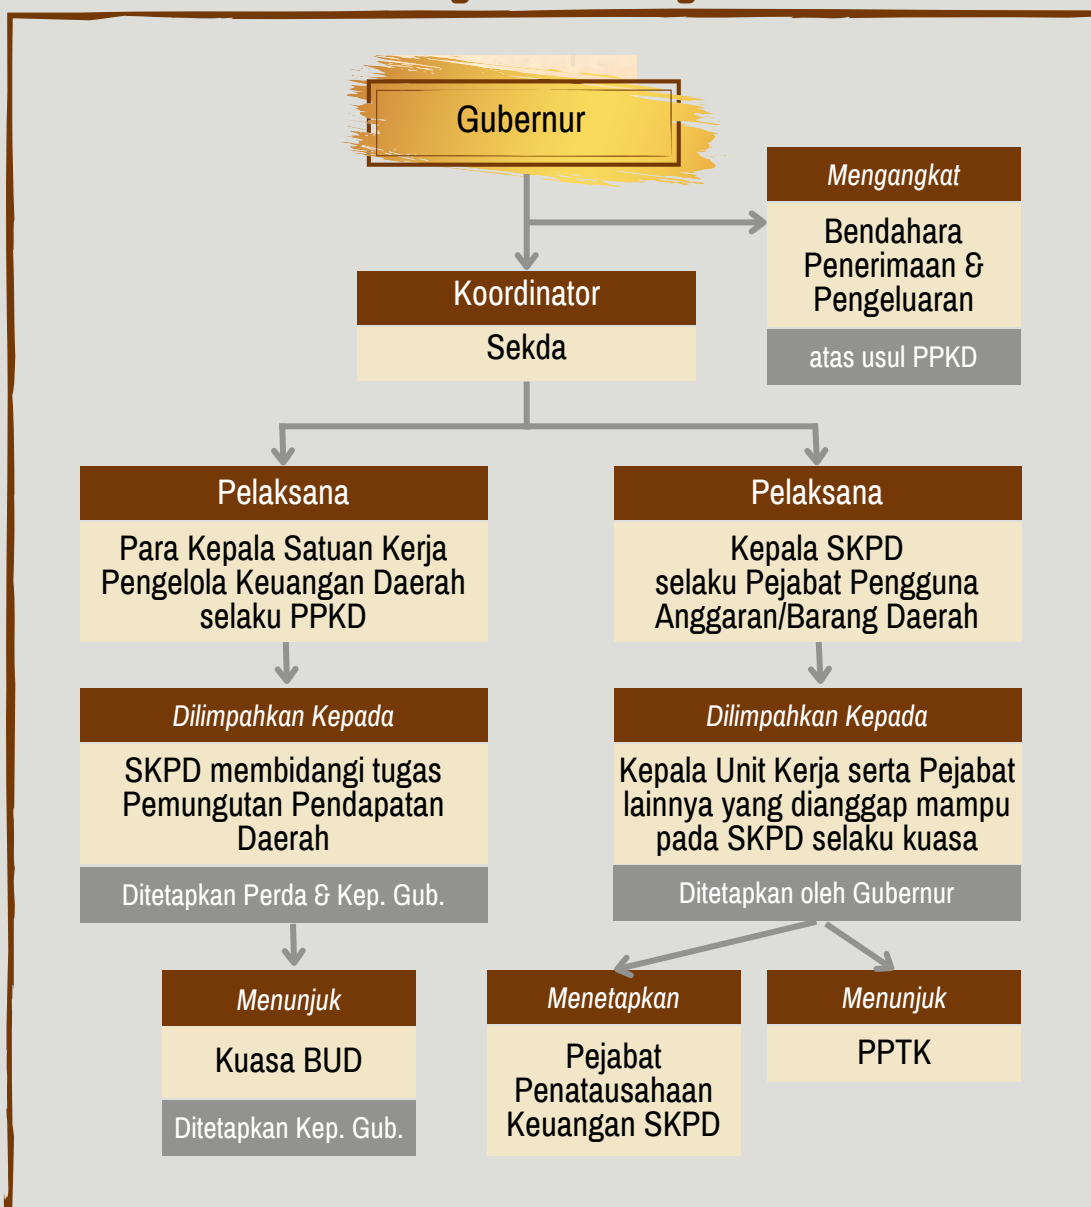 Gubernur
Mengangkat
Bendahara
Penerimaan &
Pengeluaran
atas usul PPKD
Koordinator
Sekda
Pelaksana
Para Kepala Satuan Kerja
Pengelola Keuangan Daerah
selaku PPKD
Pelaksana
Kepala SKPD
selaku Pejabat Pengguna
Anggaran/Barang Daerah
Dilimpahkan Kepada
SKPD membidangi tugas
Pemungutan Pendapatan
Daerah
Ditetapkan Perda & Kep. Gub.
Dilimpahkan Kepada
Kepala Unit Kerja serta Pejabat
lainnya yang dianggap mampu
pada SKPD selaku kuasa
Ditetapkan oleh Gubernur
Menunjuk
Kuasa BUD
Ditetapkan Kep. Gub.
Menetapkan
Pejabat
Penatausahaan
Keuangan SKPD
Menunjuk
PPTK